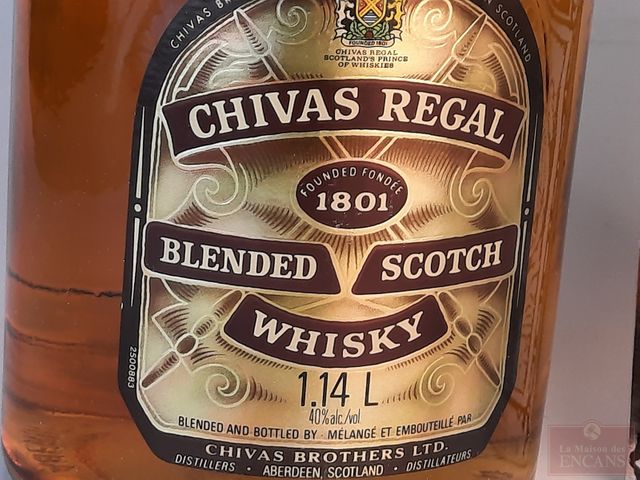 CHIVAS BRO
N SCOTLAND
FOUNDED 1801
CHIVAS REGAL
SCOTLAND'S PRINCE
OF WHISKIES
CHIVAS REGAL
FOUNDED FONDÉE
1801
BLENDED SCOTCH
WHISKY
1.14 L
40% alc/vol
BLENDED AND BOTTLED BY · MÉLANGÉ ET EMBOUTEILLÉ PAR
CHIVAS BROTHERS LTD.
DISTILLERS · ABERDEEN, SCOTLAND · DISTILLATEURS
2500883
La Maison des
ENCANS